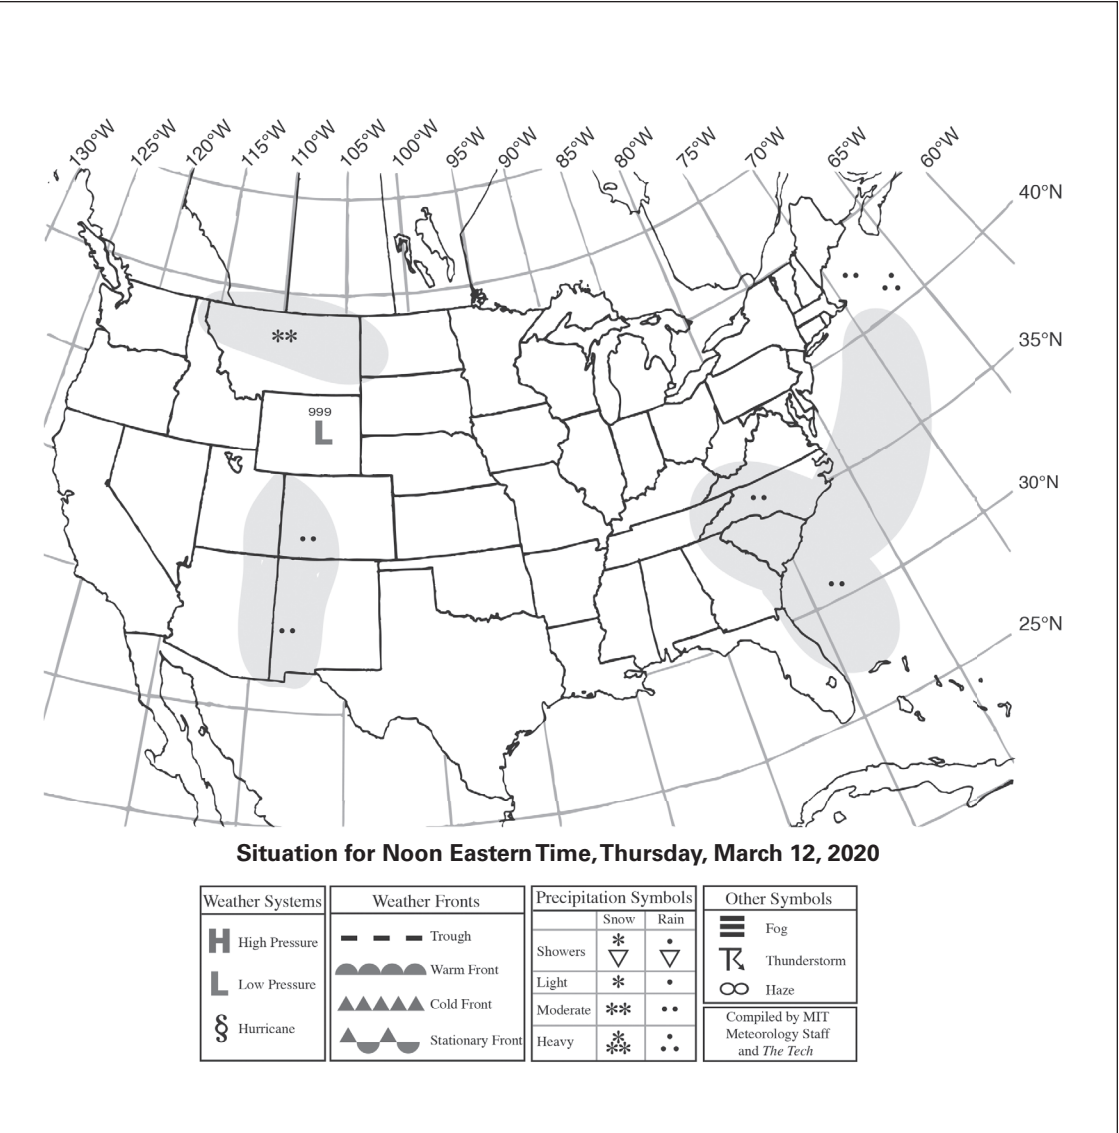 130°W 125°W 120°W 115°W 110°W 105°W 100°W 95°W 90°W 85°W 80°W 75°W 70°W 65°W 60°W
40°N
35°N
30°N
25°N
999
L
Situation for Noon Eastern Time, Thursday, March 12, 2020
Weather Systems
H High Pressure
L Low Pressure
Hurricane
Weather Fronts
Trough
Warm Front
Cold Front
Stationary Front
Precipitation Symbols
Snow Rain
Showers
Light
Moderate
Heavy
Other Symbols
Fog
Thunderstorm
Haze
Compiled by MIT
Meteorology Staff
and The Tech